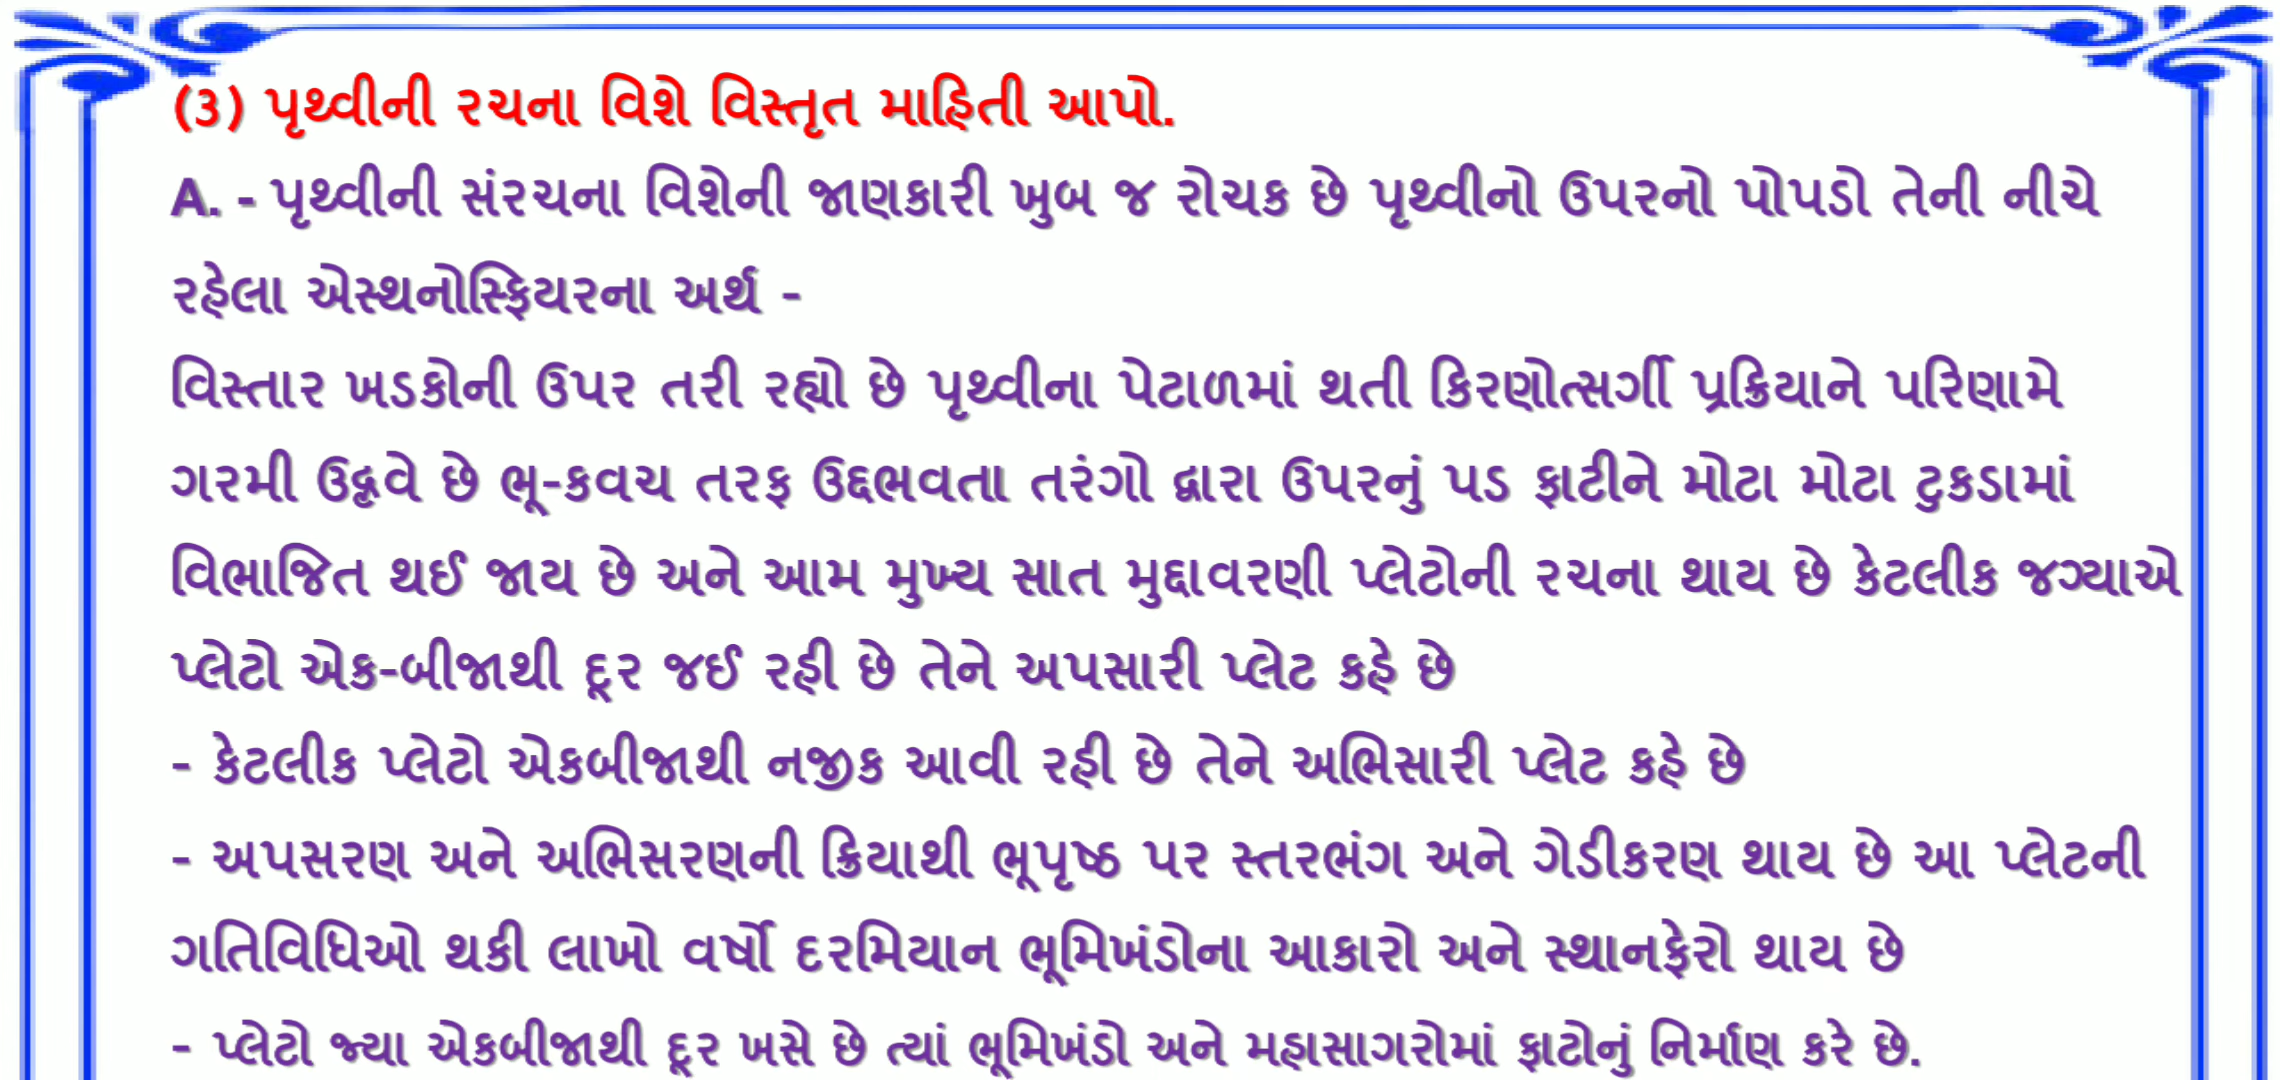 (૩) પૃથ્વીની રચના વિશે વિસ્તૃત માહિતી આપો.
A. - પૃથ્વીની સંરચના વિશેની જાણકારી ખુબ જ રોચક છે પૃથ્વીનો ઉપરનો પોપડો તેની નીચે
રહેલા એસ્થનોસ્ફિયરના અર્થ -
વિસ્તાર ખડકોની ઉપર તરી રહ્યો છે પૃથ્વીના પેટાળમાં થતી કિરણોત્સર્ગી પ્રક્રિયાને પરિણામે
ગરમી ઉદ્ભવે છે ભૂ-કવચ તરફ ઉદ્દભવતા તરંગો દ્વારા ઉપરનું પડ ફાટીને મોટા મોટા ટુકડામાં
વિભાજિત થઈ જાય છે અને આમ મુખ્ય સાત મુદ્દાવરણી પ્લેટોની રચના થાય છે કેટલીક જગ્યાએ
પ્લેટો એક-બીજાથી દૂર જઈ રહી છે તેને અપસારી પ્લેટ કહે છે
- કેટલીક પ્લેટો એકબીજાથી નજીક આવી રહી છે તેને અભિસારી પ્લેટ કહે છે
- અપસરણ અને અભિસરણની ક્રિયાથી ભૂપૃષ્ઠ પર સ્તરભંગ અને ગેડીકરણ થાય છે આ પ્લેટની
ગતિવિધિઓ થકી લાખો વર્ષો દરમિયાન ભૂમિખંડોના આકારો અને સ્થાનફેરો થાય છે
- પ્લેટો જ્યા એકબીજાથી દૂર ખસે છે ત્યાં ભૂમિખંડો અને મહાસાગરોમાં ફાટોનું નિર્માણ કરે છે.